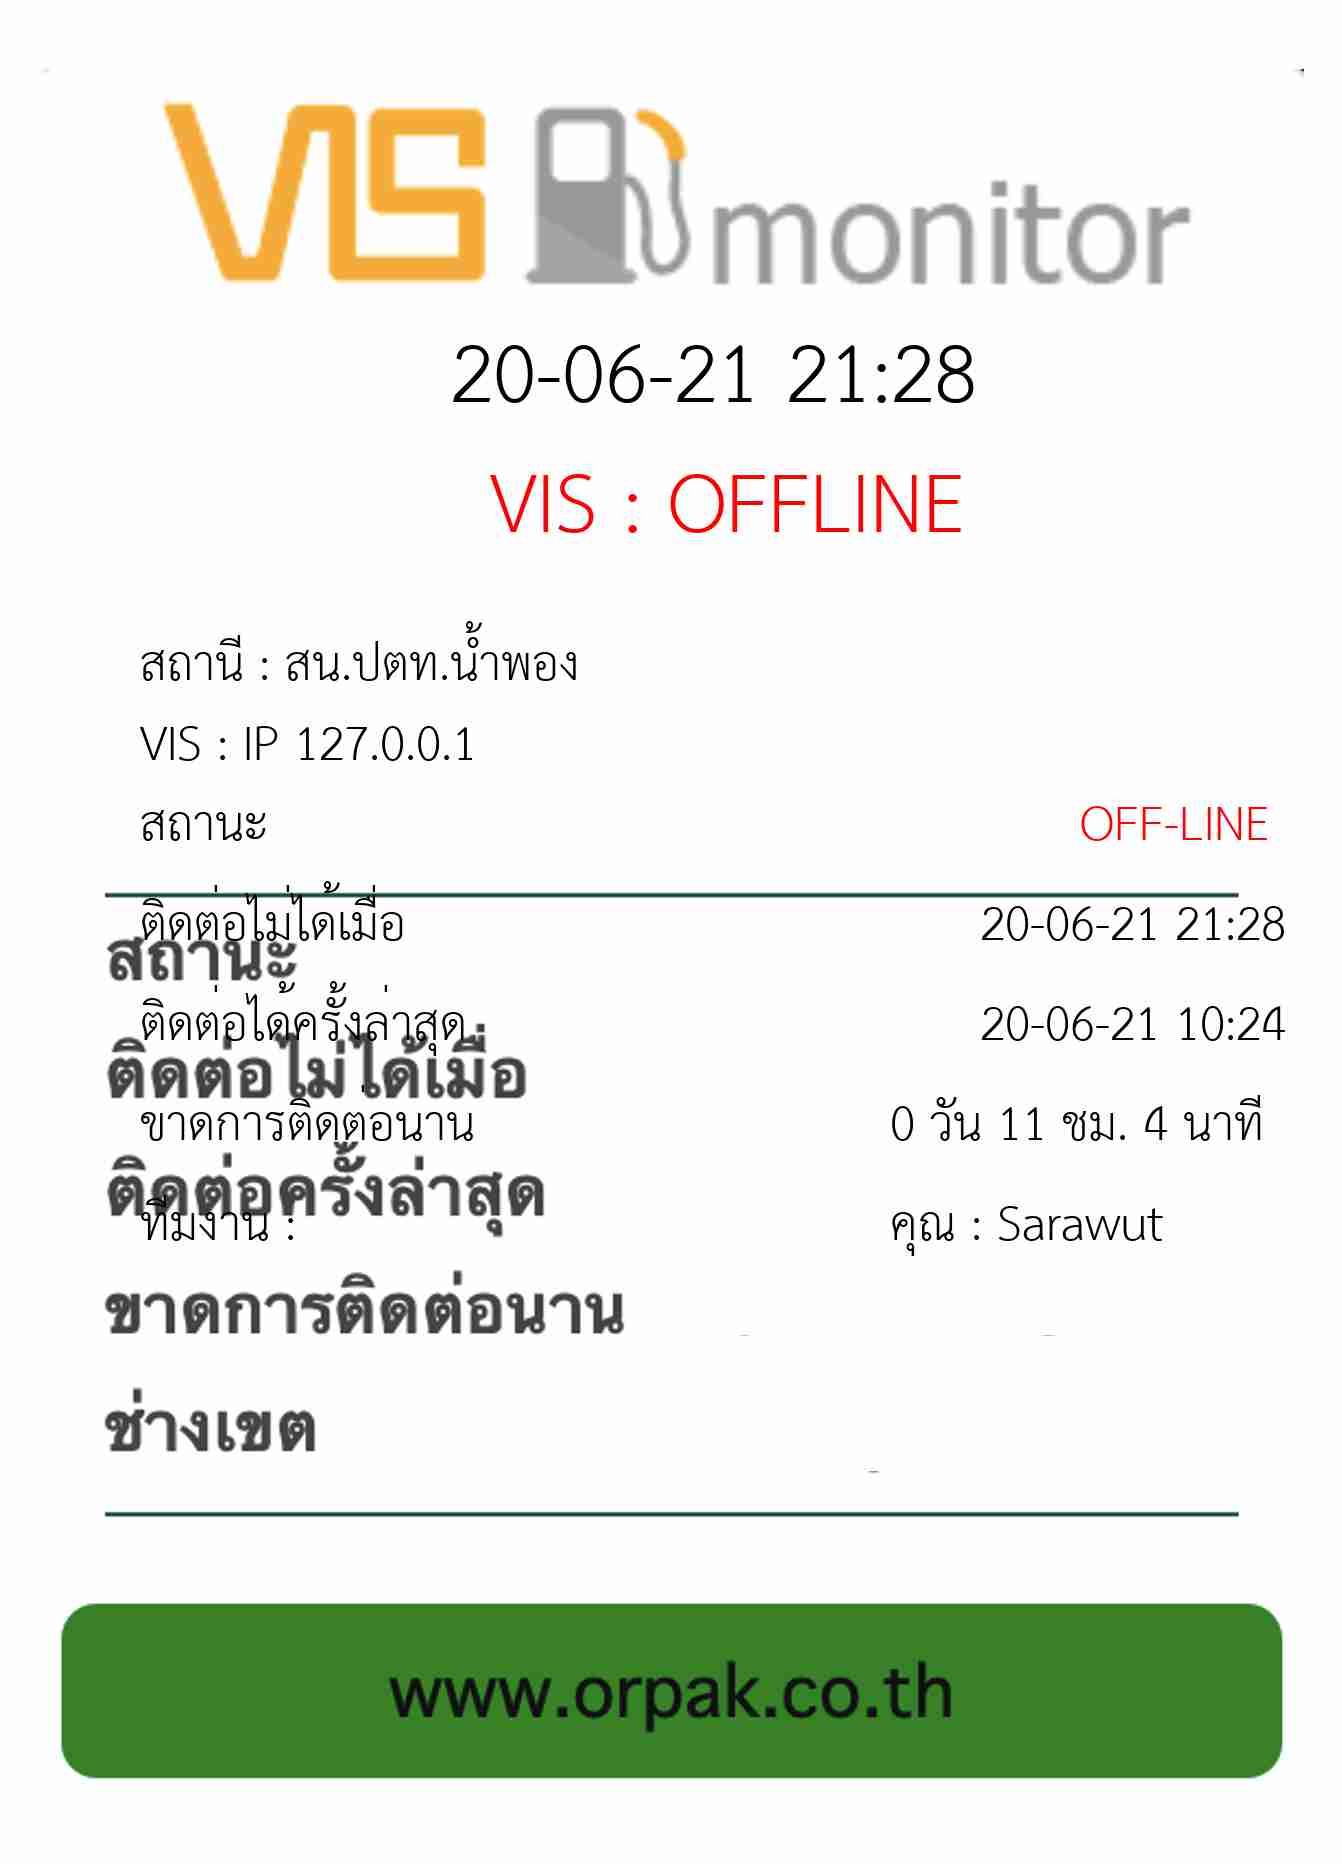 VIS monitor
20-06-21 21:28
VIS : OFFLINE
สถานี : สน.ปตท.น้ำพอง
VIS : IP 127.0.0.1
สถานะ OFF-LINE
ติดต่อไม่ได้เมื่อ 20-06-21 21:28
สถานะ
ติดต่อได้ครั้งล่าสุด 20-06-21 10:24
ติดต่อไม่ได้เมื่อ
ขาดการติดต่อนาน 0 วัน 11 ชม. 4 นาที
ติดต่อครั้งล่าสุด
ทีมงาน : คุณ : Sarawut
ขาดการติดต่อนาน
ช่างเขต
www.orpak.co.th